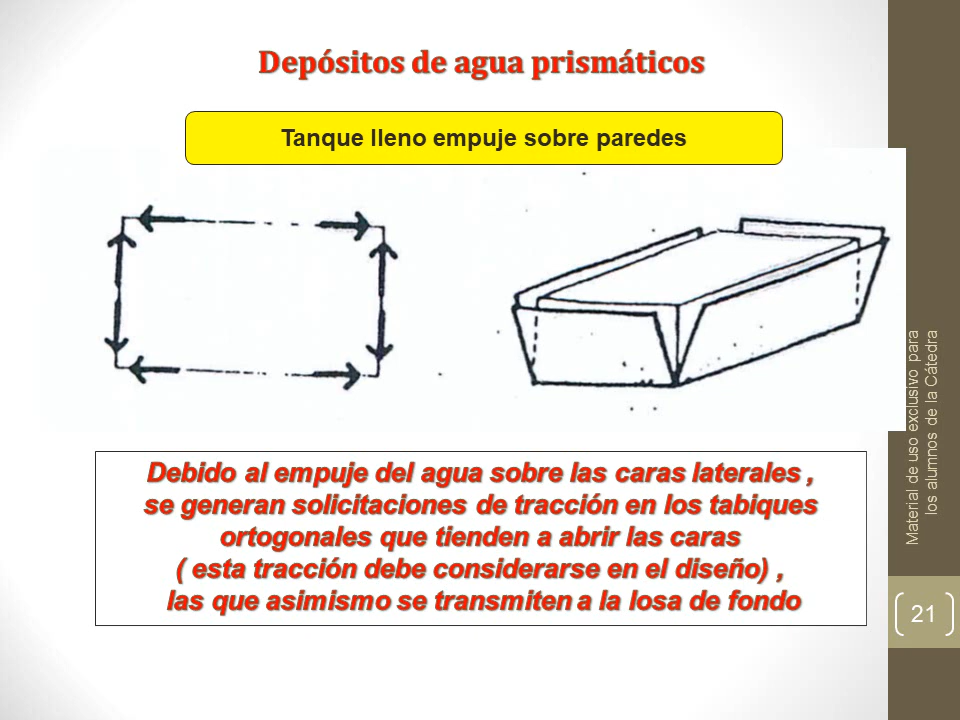 Depósitos de agua prismáticos
Tanque lleno empuje sobre paredes
Debido al empuje del agua sobre las caras laterales ,
se generan solicitaciones de tracción en los tabiques
ortogonales que tienden a abrir las caras
( esta tracción debe considerarse en el diseño) ,
las que asimismo se transmiten a la losa de fondo
Material de uso exclusivo para
los alumnos de la Cátedra
21